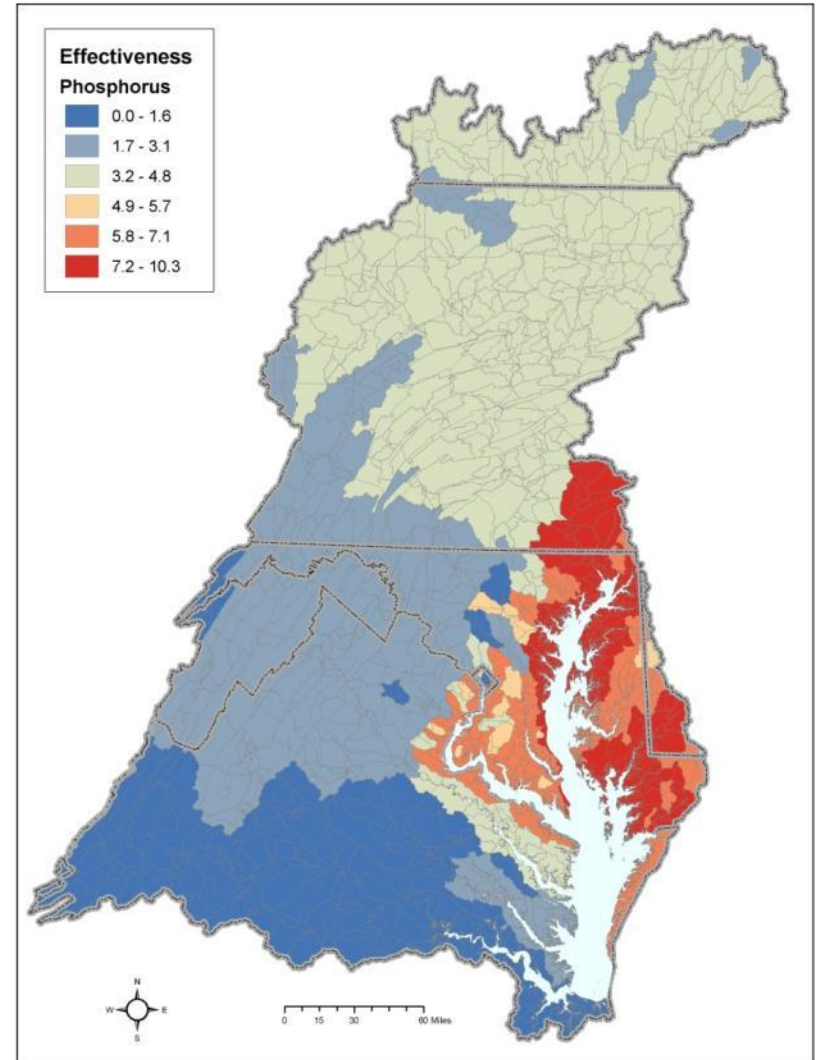 Effectiveness
Phosphorus
0.0 - 1.6
1.7 - 3.1
3.2 - 4.8
4.9 - 5.7
5.8 - 7.1
7.2 - 10.3
N
W E
S
0 15 30 60 Miles